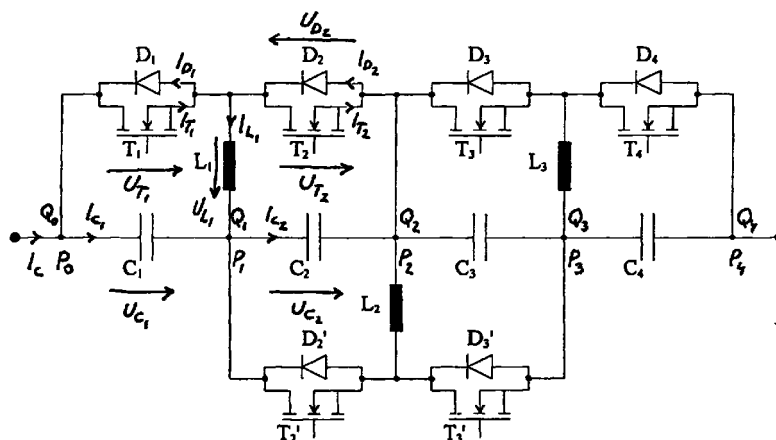 U_D2
D1 I_D1 D2 I_D2 D3 D4
I_T1 I_L1 I_T2
T1 T2 T3 T4
U_T1 L1 U_T2 L3
U_L1
Q0 I_C1 Q1 I_C2 Q2 Q3 Q4
I_C P0 P1 P2 P3 P4
C1 C2 C3 C4
U_C1 U_C2 L2
D2' D3'
T2' T3'